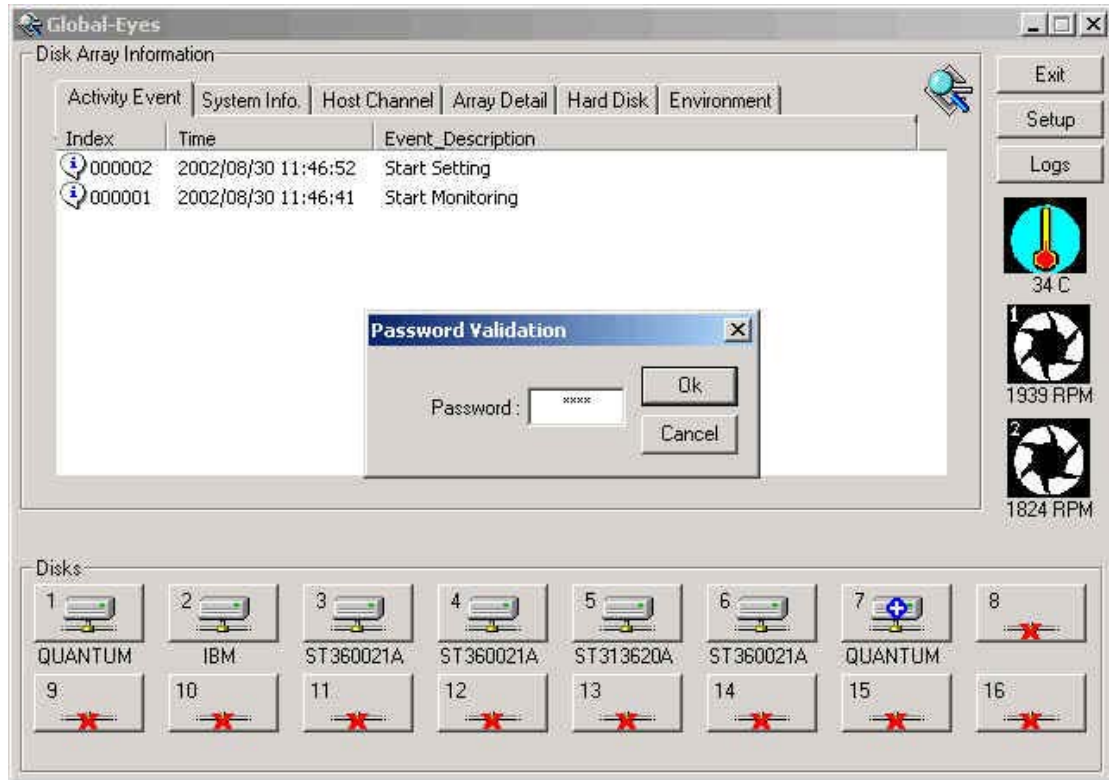 Global-Eyes
Disk Array Information
Activity Event System Info. Host Channel Array Detail Hard Disk Environment
Index Time Event_Description
000002 2002/08/30 11:46:52 Start Setting
000001 2002/08/30 11:46:41 Start Monitoring
Password Validation
Password : ****
Ok
Cancel
Exit
Setup
Logs
34 C
1
1939 RPM
2
1824 RPM
Disks
1 2 3 4 5 6 7 8
QUANTUM IBM ST360021A ST360021A ST313620A ST360021A QUANTUM
9 10 11 12 13 14 15 16